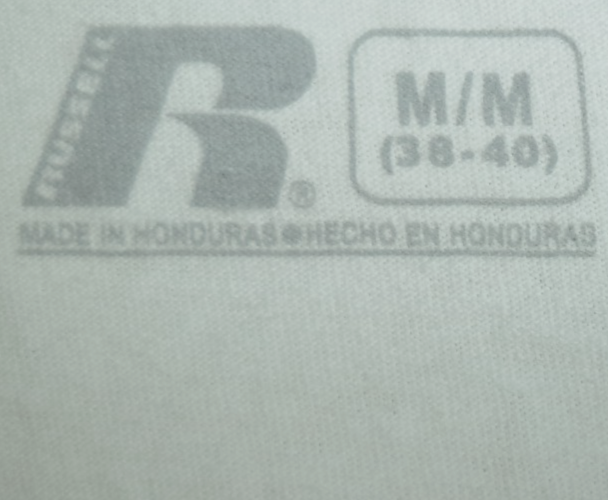 RUSSELL
R®
M/M
(38-40)
MADE IN HONDURAS HECHO EN HONDURAS